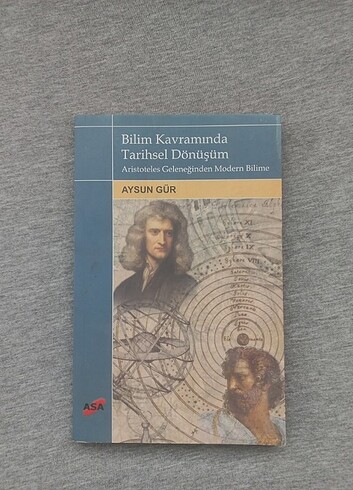 Bilim Kavramında
Tarihsel Dönüşüm
Aristoteles Geleneğinden Modern Bilime
AYSUN GÜR
ASA